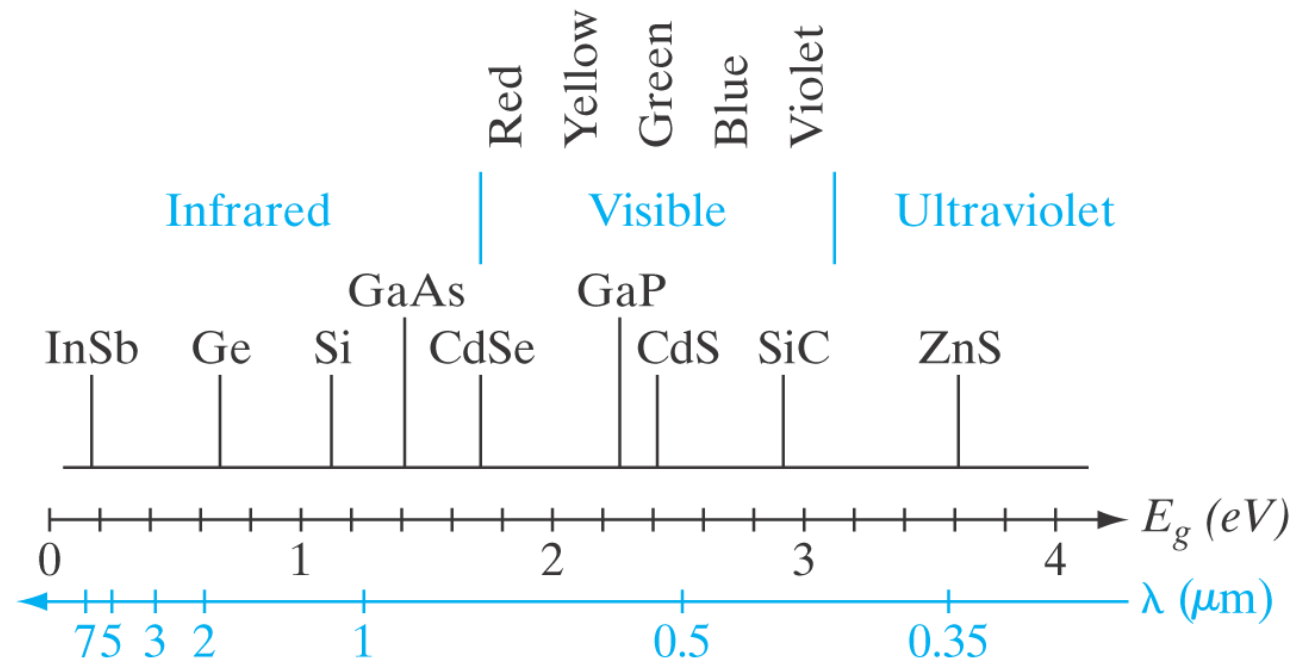 Red Yellow Green Blue Violet
Infrared Visible Ultraviolet
GaAs GaP
InSb Ge Si CdSe CdS SiC ZnS
E_g (eV)
0 1 2 3 4
λ (μm)
7 5 3 2 1 0.5 0.35